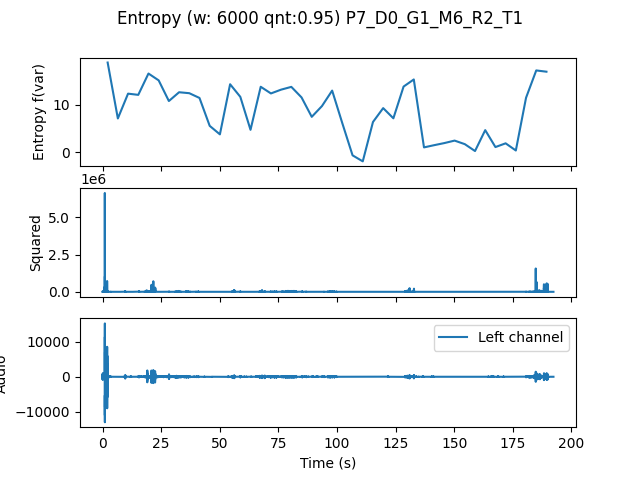 Entropy (w: 6000 qnt:0.95) P7_D0_G1_M6_R2_T1
Entropy f(var)
10
0
1e6
Squared
5.0
2.5
0.0
Audio
10000
0
−10000
Left channel
0 25 50 75 100 125 150 175 200
Time (s)